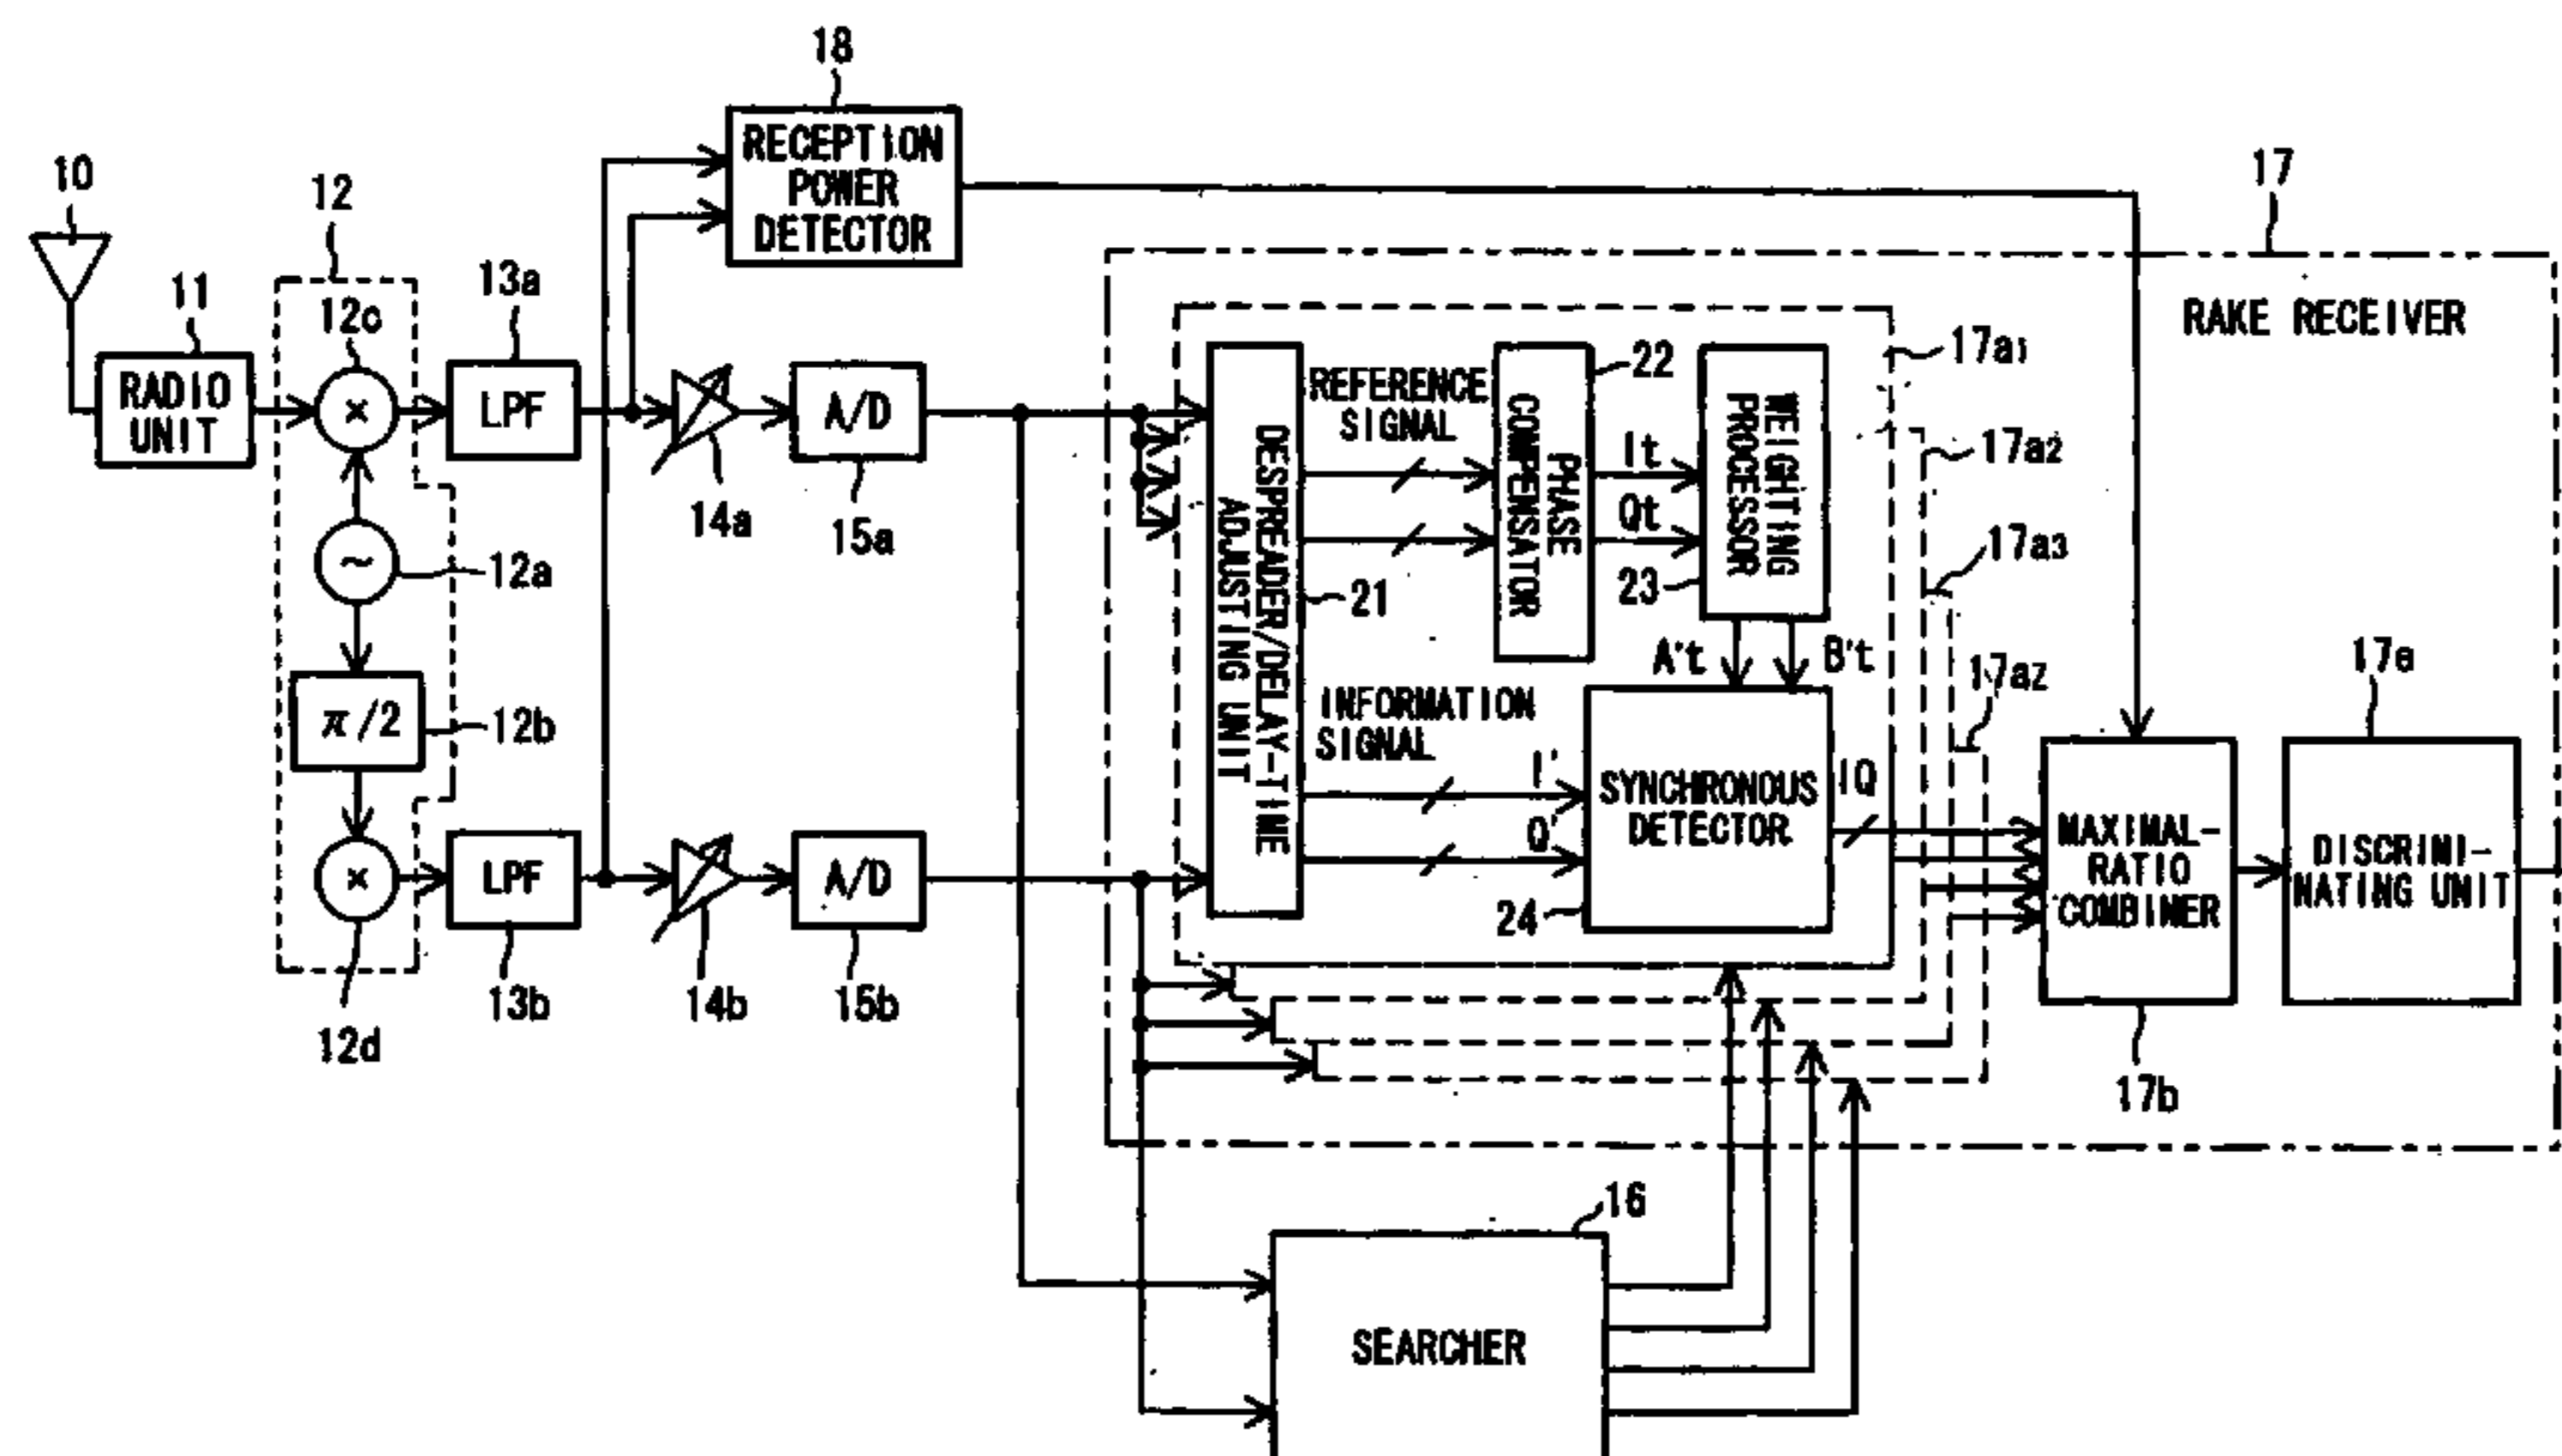 18
RECEPTION
POWER
DETECTOR
10
12
17
11
12c
13a
RAKE RECEIVER
RADIO
UNIT
×
LPF
A/D
14a
15a
12a
~
π/2
12b
×
12d
LPF
13b
14b
A/D
15b
DESPREADER/DELAY-TIME
ADJUSTING UNIT
21
REFERENCE
SIGNAL
PHASE
COMPENSATOR
22
It
Qt
WEIGHTING
PROCESSOR
23
17a1
17a2
17a3
17aZ
A't
B't
INFORMATION
SIGNAL
I'
Q'
SYNCHRONOUS
DETECTOR
24
IQ
MAXIMAL-
RATIO
COMBINER
17b
17e
DISCRIMI-
NATING UNIT
16
SEARCHER